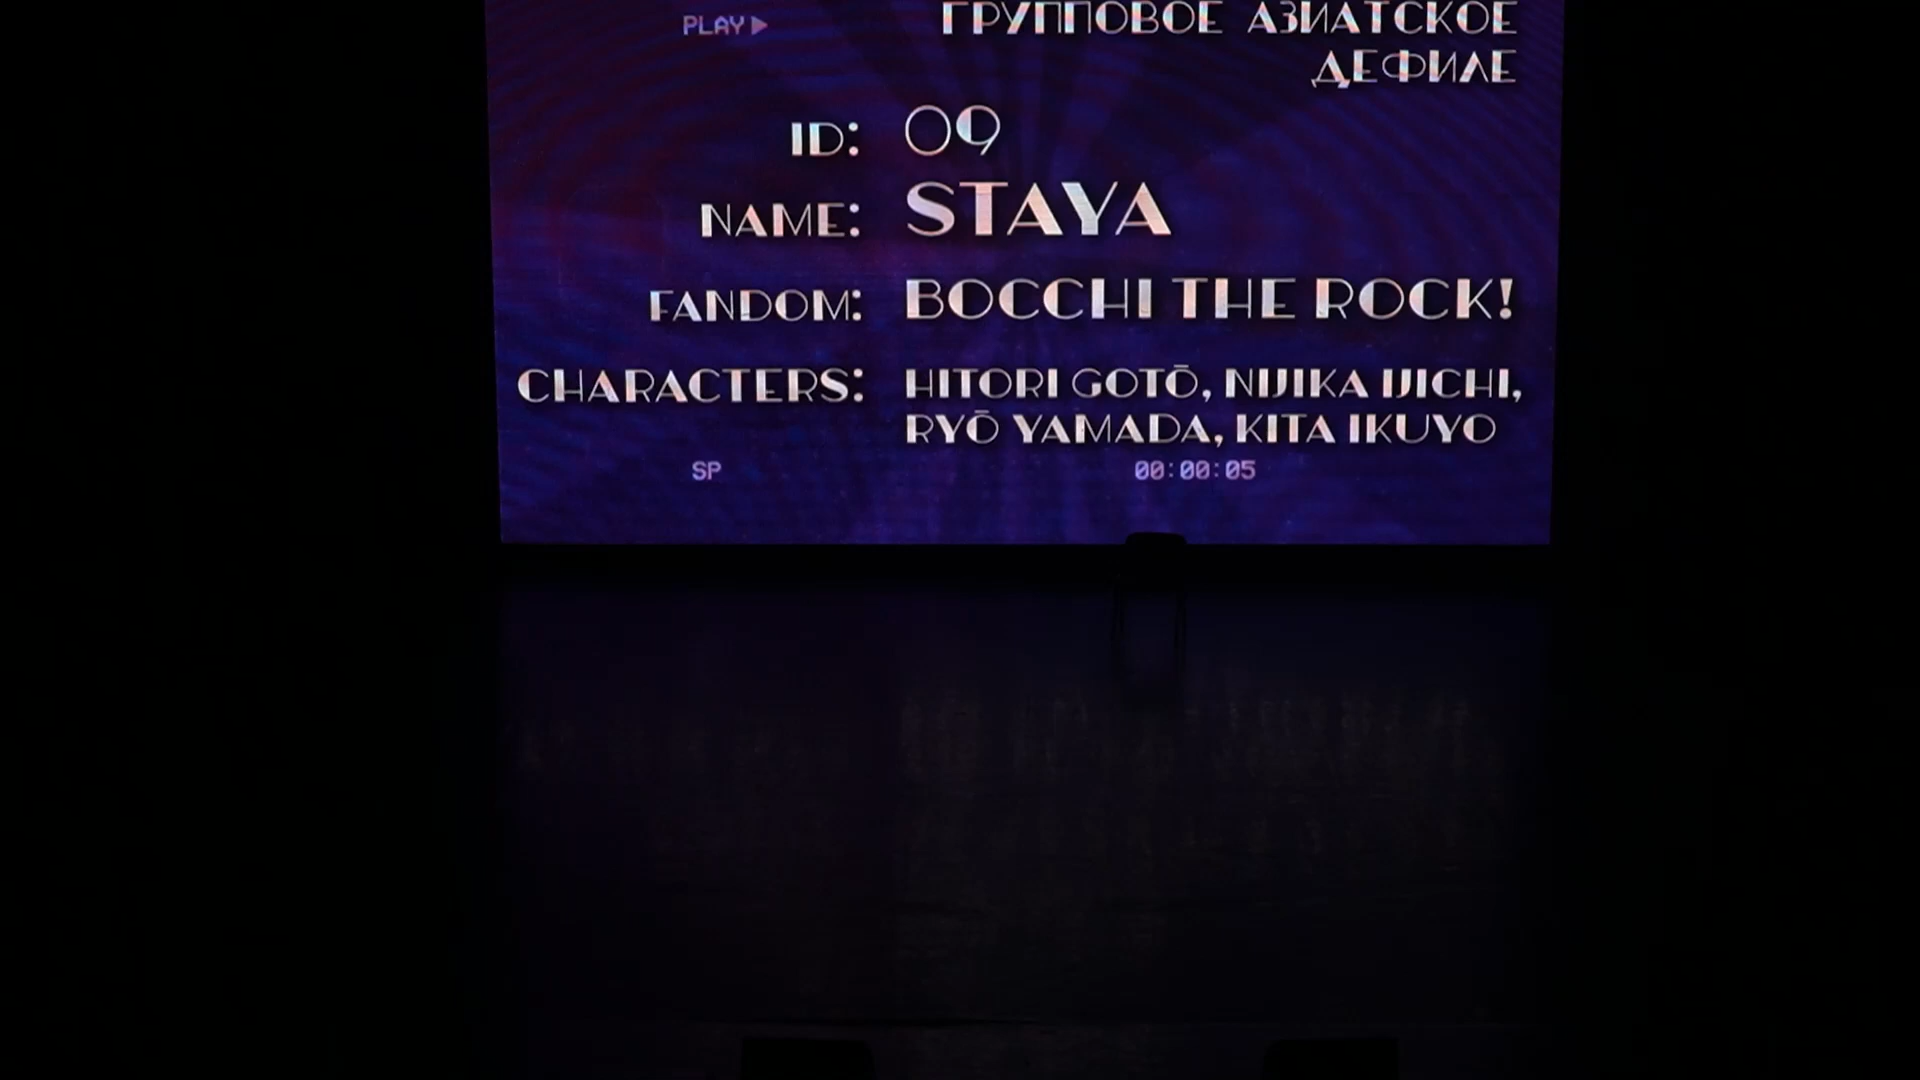 PLAY
ГРУППОВОЕ АЗИАТСКОЕ
ДЕФИЛЕ
ID: 09
NAME: STAYA
FANDOM: BOCCHI THE ROCK!
CHARACTERS: HITORI GOTŌ, NIJIKA IJICHI,
RYŌ YAMADA, KITA IKUYO
SP 00:00:05